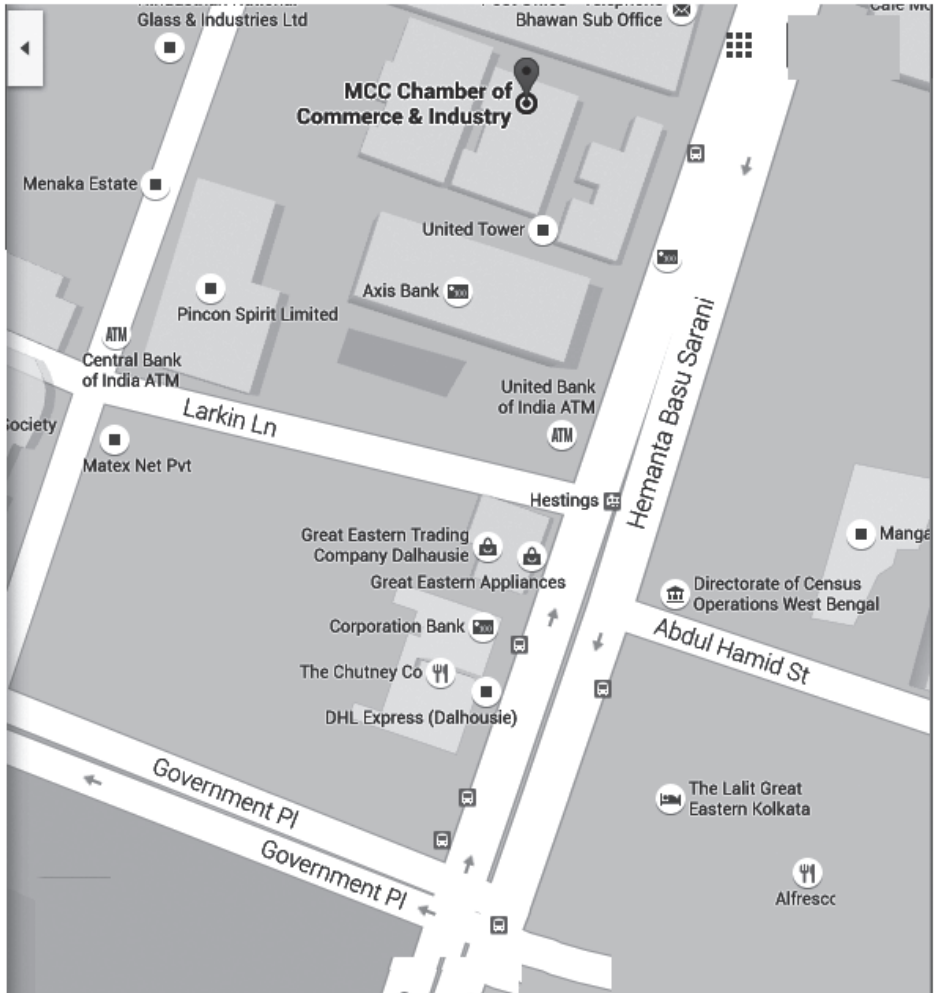 Glass & Industries Ltd
Bhawan Sub Office
MCC Chamber of
Commerce & Industry
Menaka Estate
United Tower
Axis Bank
100
100
Pincon Spirit Limited
ATM
Central Bank
of India ATM
United Bank
of India ATM
ATM
Larkin Ln
Hemanta Basu Sarani
ociety
Matex Net Pvt
Hestings
Great Eastern Trading
Company Dalhausie
Great Eastern Appliances
Manga
Directorate of Census
Operations West Bengal
Corporation Bank
100
Abdul Hamid St
The Chutney Co
DHL Express (Dalhousie)
Government Pl
Government Pl
The Lalit Great
Eastern Kolkata
Alfresco